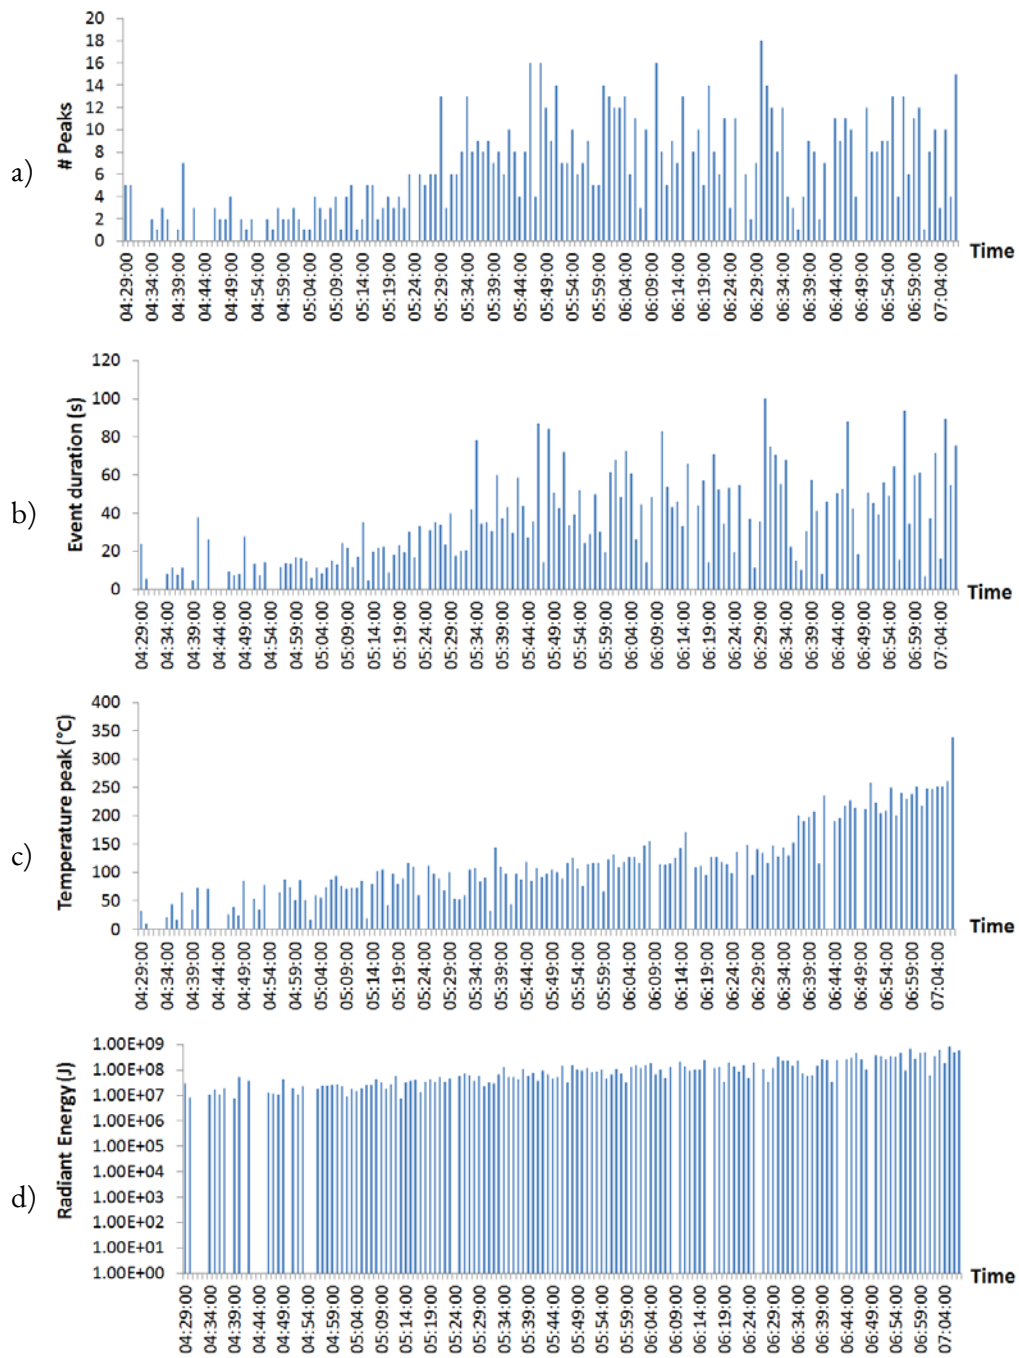 a)
# Peaks
20
18
16
14
12
10
8
6
4
2
0
04:29:00 04:34:00 04:39:00 04:44:00 04:49:00 04:54:00 04:59:00 05:04:00 05:09:00 05:14:00 05:19:00 05:24:00 05:29:00 05:34:00 05:39:00 05:44:00 05:49:00 05:54:00 05:59:00 06:04:00 06:09:00 06:14:00 06:19:00 06:24:00 06:29:00 06:34:00 06:39:00 06:44:00 06:49:00 06:54:00 06:59:00 07:04:00
Time
b)
Event duration (s)
120
100
80
60
40
20
0
04:29:00 04:34:00 04:39:00 04:44:00 04:49:00 04:54:00 04:59:00 05:04:00 05:09:00 05:14:00 05:19:00 05:24:00 05:29:00 05:34:00 05:39:00 05:44:00 05:49:00 05:54:00 05:59:00 06:04:00 06:09:00 06:14:00 06:19:00 06:24:00 06:29:00 06:34:00 06:39:00 06:44:00 06:49:00 06:54:00 06:59:00 07:04:00
Time
c)
Temperature peak (°C)
400
350
300
250
200
150
100
50
0
04:29:00 04:34:00 04:39:00 04:44:00 04:49:00 04:54:00 04:59:00 05:04:00 05:09:00 05:14:00 05:19:00 05:24:00 05:29:00 05:34:00 05:39:00 05:44:00 05:49:00 05:54:00 05:59:00 06:04:00 06:09:00 06:14:00 06:19:00 06:24:00 06:29:00 06:34:00 06:39:00 06:44:00 06:49:00 06:54:00 06:59:00 07:04:00
Time
d)
Radiant Energy (J)
1.00E+09
1.00E+08
1.00E+07
1.00E+06
1.00E+05
1.00E+04
1.00E+03
1.00E+02
1.00E+01
1.00E+00
04:29:00 04:34:00 04:39:00 04:44:00 04:49:00 04:54:00 04:59:00 05:04:00 05:09:00 05:14:00 05:19:00 05:24:00 05:29:00 05:34:00 05:39:00 05:44:00 05:49:00 05:54:00 05:59:00 06:04:00 06:09:00 06:14:00 06:19:00 06:24:00 06:29:00 06:34:00 06:39:00 06:44:00 06:49:00 06:54:00 06:59:00 07:04:00
Time